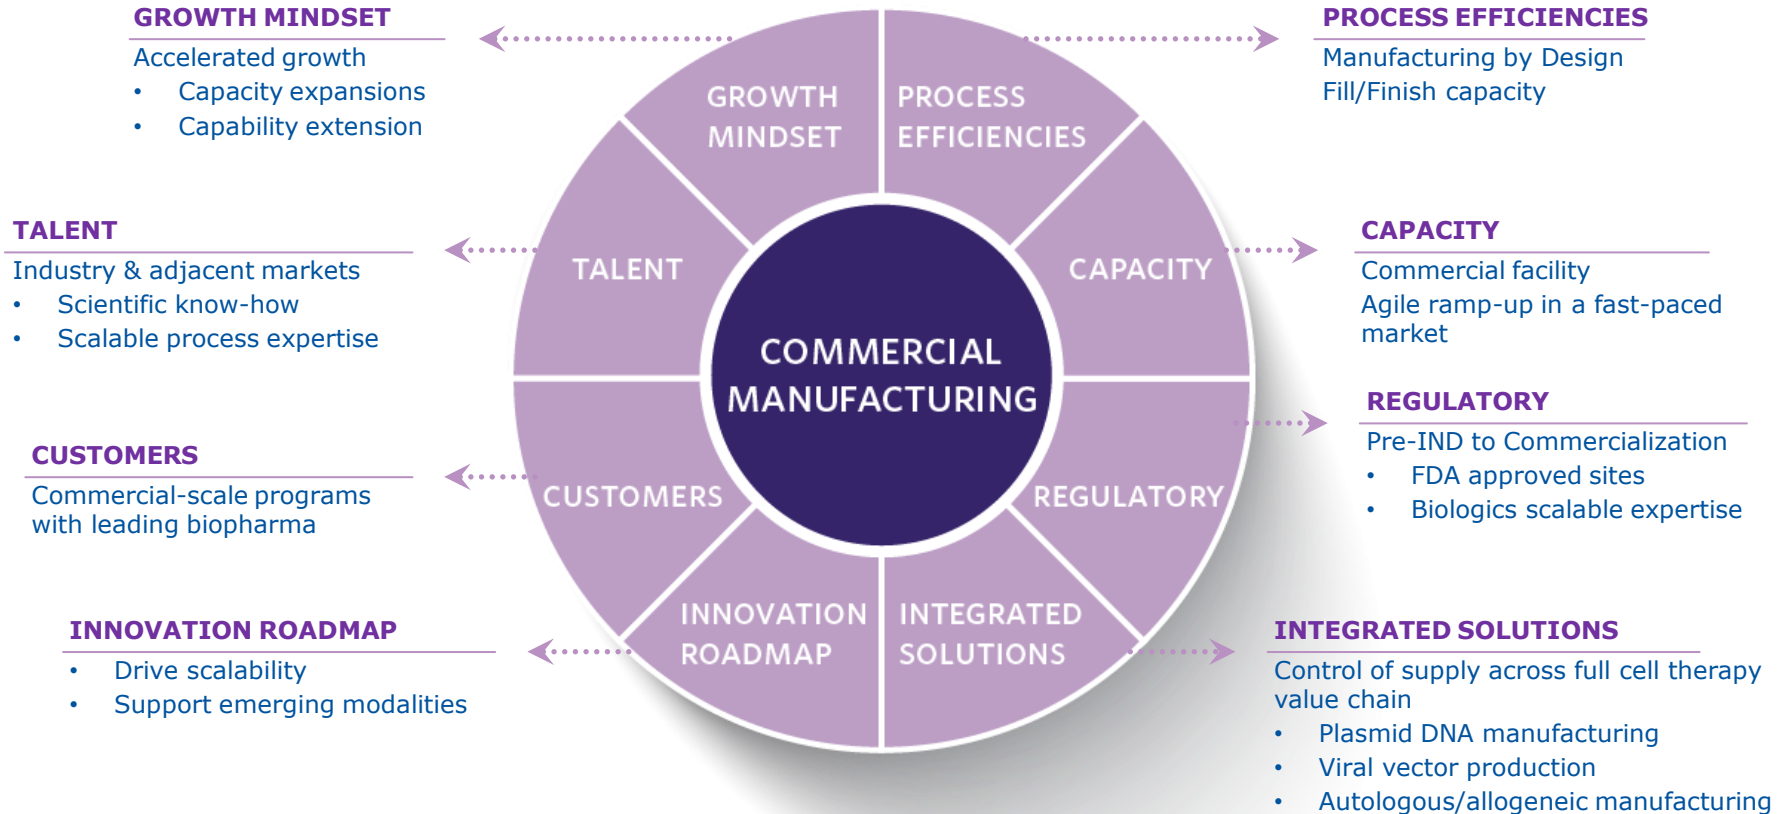 GROWTH MINDSET
Accelerated growth
• Capacity expansions
• Capability extension
TALENT
Industry & adjacent markets
• Scientific know-how
• Scalable process expertise
CUSTOMERS
Commercial-scale programs
with leading biopharma
INNOVATION ROADMAP
• Drive scalability
• Support emerging modalities
GROWTH
MINDSET
PROCESS
EFFICIENCIES
TALENT
CAPACITY
COMMERCIAL
MANUFACTURING
CUSTOMERS
REGULATORY
INNOVATION
ROADMAP
INTEGRATED
SOLUTIONS
PROCESS EFFICIENCIES
Manufacturing by Design
Fill/Finish capacity
CAPACITY
Commercial facility
Agile ramp-up in a fast-paced
market
REGULATORY
Pre-IND to Commercialization
• FDA approved sites
• Biologics scalable expertise
INTEGRATED SOLUTIONS
Control of supply across full cell therapy
value chain
• Plasmid DNA manufacturing
• Viral vector production
• Autologous/allogeneic manufacturing